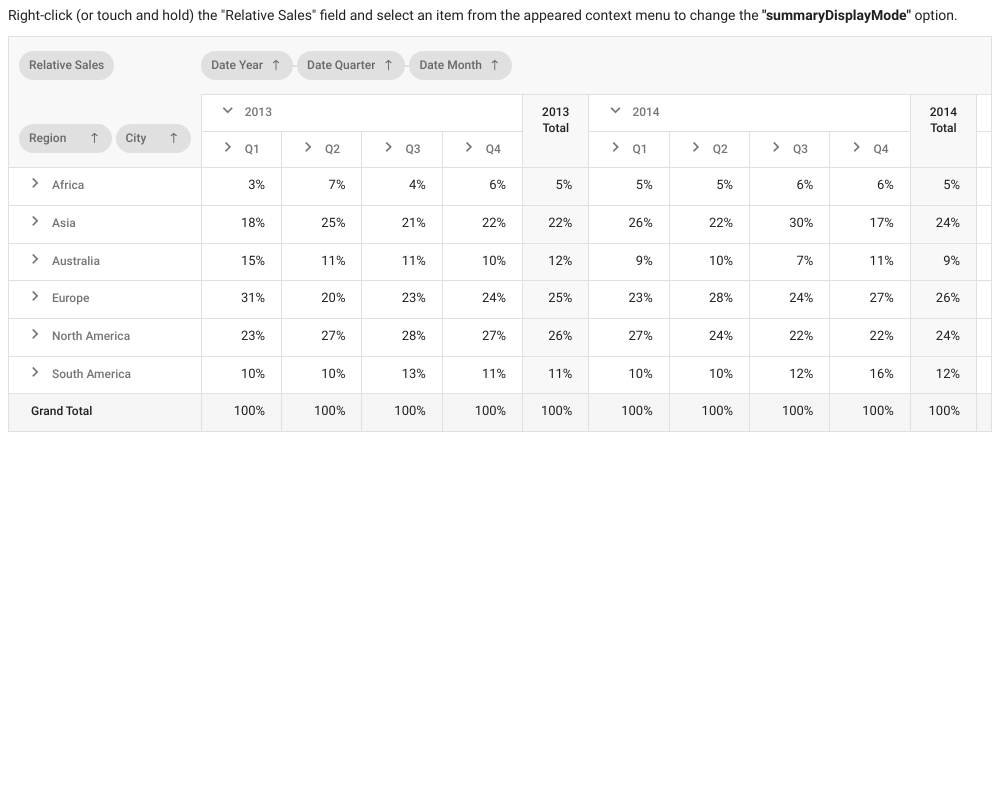 Right-click (or touch and hold) the "Relative Sales" field and select an item from the appeared context menu to change the "summaryDisplayMode" option.
Relative Sales Date Year Date Quarter Date Month
Region City
2013 2013 Total 2014 2014 Total
Q1 Q2 Q3 Q4 Q1 Q2 Q3 Q4
Africa 3% 7% 4% 6% 5% 5% 5% 6% 6% 5%
Asia 18% 25% 21% 22% 22% 26% 22% 30% 17% 24%
Australia 15% 11% 11% 10% 12% 9% 10% 7% 11% 9%
Europe 31% 20% 23% 24% 25% 23% 28% 24% 27% 26%
North America 23% 27% 28% 27% 26% 27% 24% 22% 22% 24%
South America 10% 10% 13% 11% 11% 10% 10% 12% 16% 12%
Grand Total 100% 100% 100% 100% 100% 100% 100% 100% 100% 100%